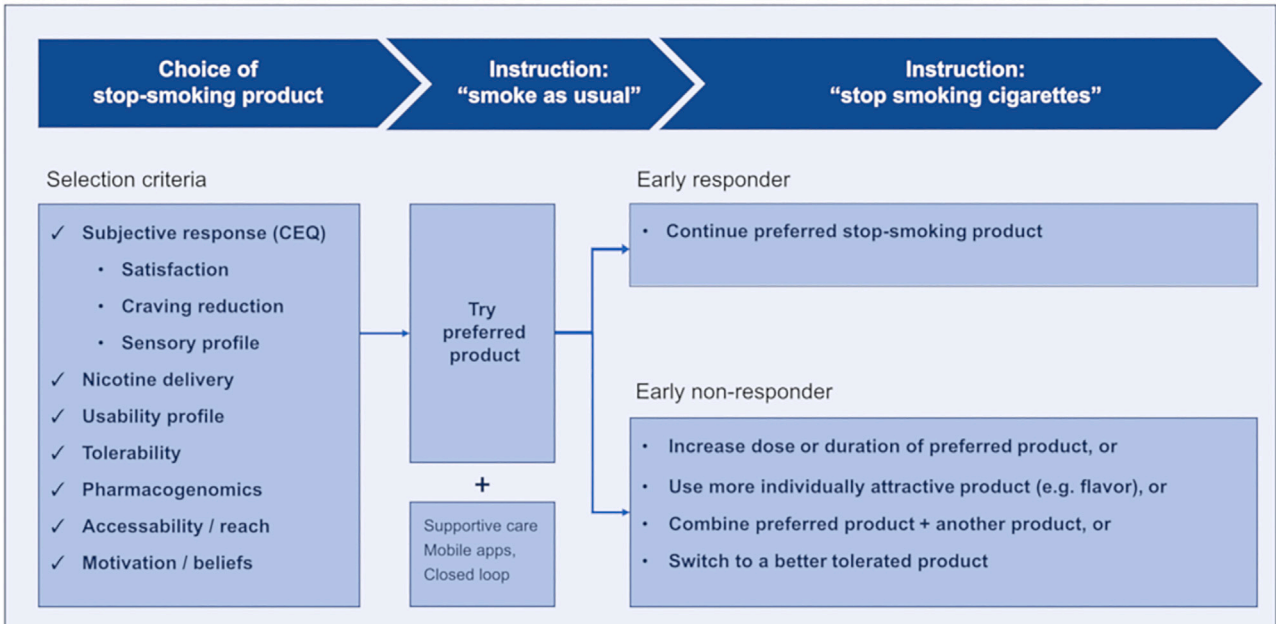 Choice of
stop-smoking product
Instruction:
“smoke as usual”
Instruction:
“stop smoking cigarettes”
Selection criteria
✓ Subjective response (CEQ)
• Satisfaction
• Craving reduction
• Sensory profile
✓ Nicotine delivery
✓ Usability profile
✓ Tolerability
✓ Pharmacogenomics
✓ Accessability / reach
✓ Motivation / beliefs
Try
preferred
product
+
Supportive care
Mobile apps,
Closed loop
Early responder
• Continue preferred stop-smoking product
Early non-responder
• Increase dose or duration of preferred product, or
• Use more individually attractive product (e.g. flavor), or
• Combine preferred product + another product, or
• Switch to a better tolerated product